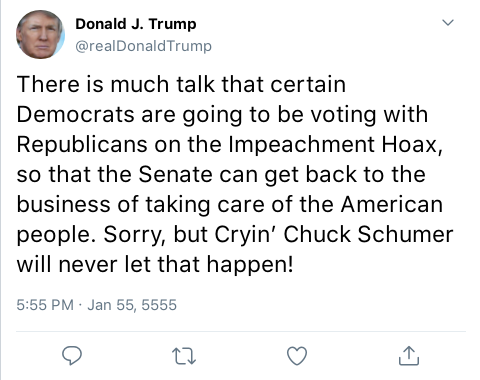 Donald J. Trump
@realDonaldTrump
There is much talk that certain
Democrats are going to be voting with
Republicans on the Impeachment Hoax,
so that the Senate can get back to the
business of taking care of the American
people. Sorry, but Cryin’ Chuck Schumer
will never let that happen!
5:55 PM · Jan 55, 5555